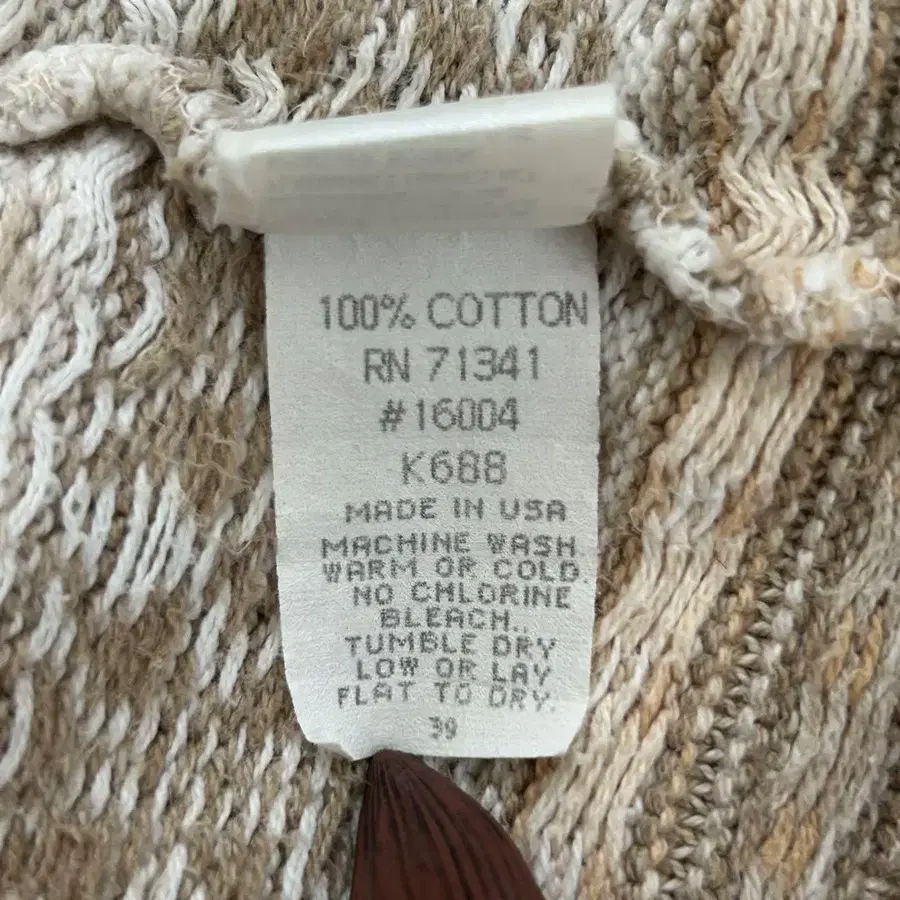 100% COTTON
RN 71341
#16004
K688
MADE IN USA
MACHINE WASH
WARM OR COLD.
NO CHLORINE
BLEACH..
TUMBLE DRY
LOW OR LAY
FLAT TO DRY.
39